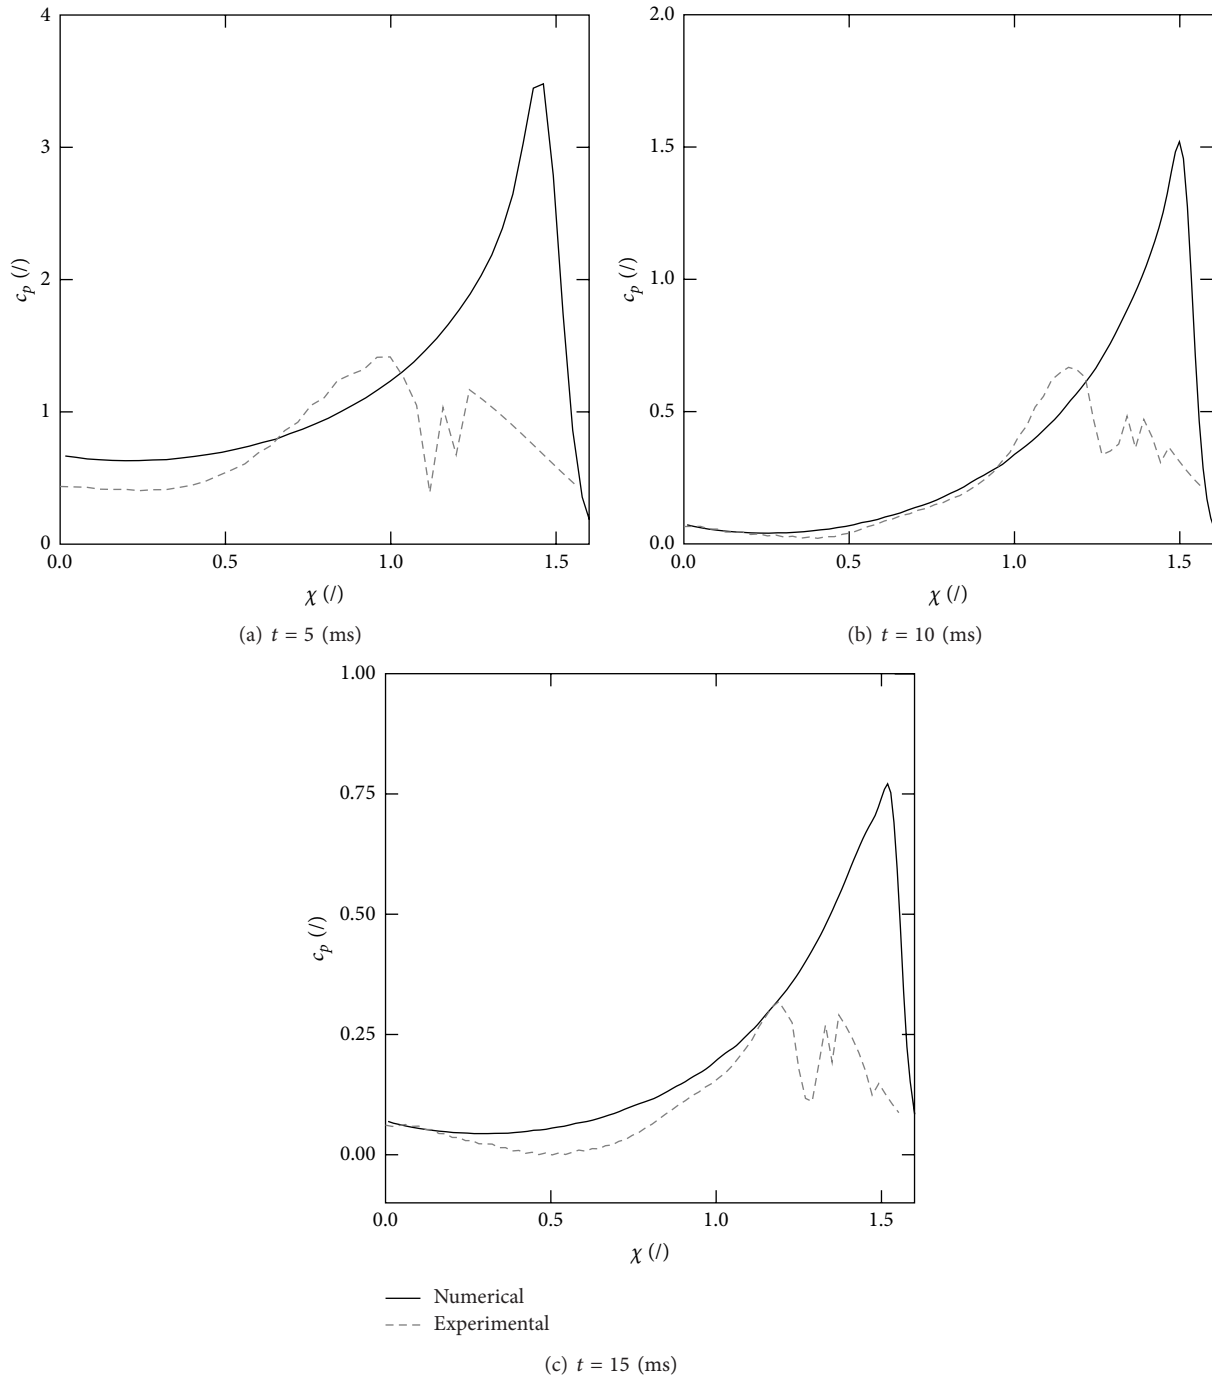 4
3
2
1
0
c_p (/)
0.0 0.5 1.0 1.5
χ (/)
(a) t = 5 (ms)
2.0
1.5
1.0
0.5
0.0
c_p (/)
0.0 0.5 1.0 1.5
χ (/)
(b) t = 10 (ms)
1.00
0.75
0.50
0.25
0.00
c_p (/)
0.0 0.5 1.0 1.5
χ (/)
Numerical
Experimental
(c) t = 15 (ms)